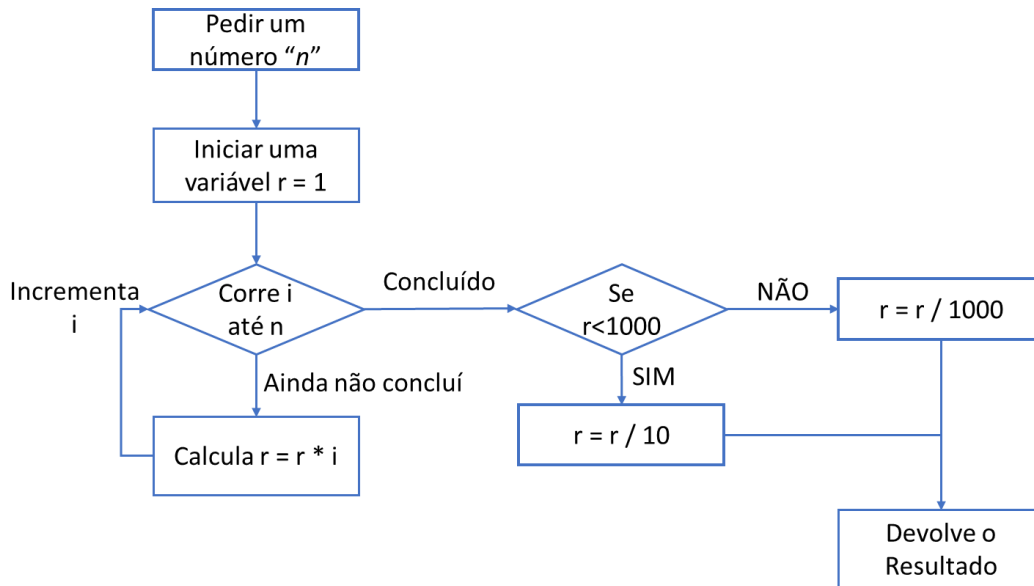 Pedir um
número “n”
Iniciar uma
variável r = 1
Incrementa
i
Corre i
até n
Concluído
Ainda não concluí
Calcula r = r * i
Se
r<1000
NÃO
r = r / 1000
SIM
r = r / 10
Devolve o
Resultado